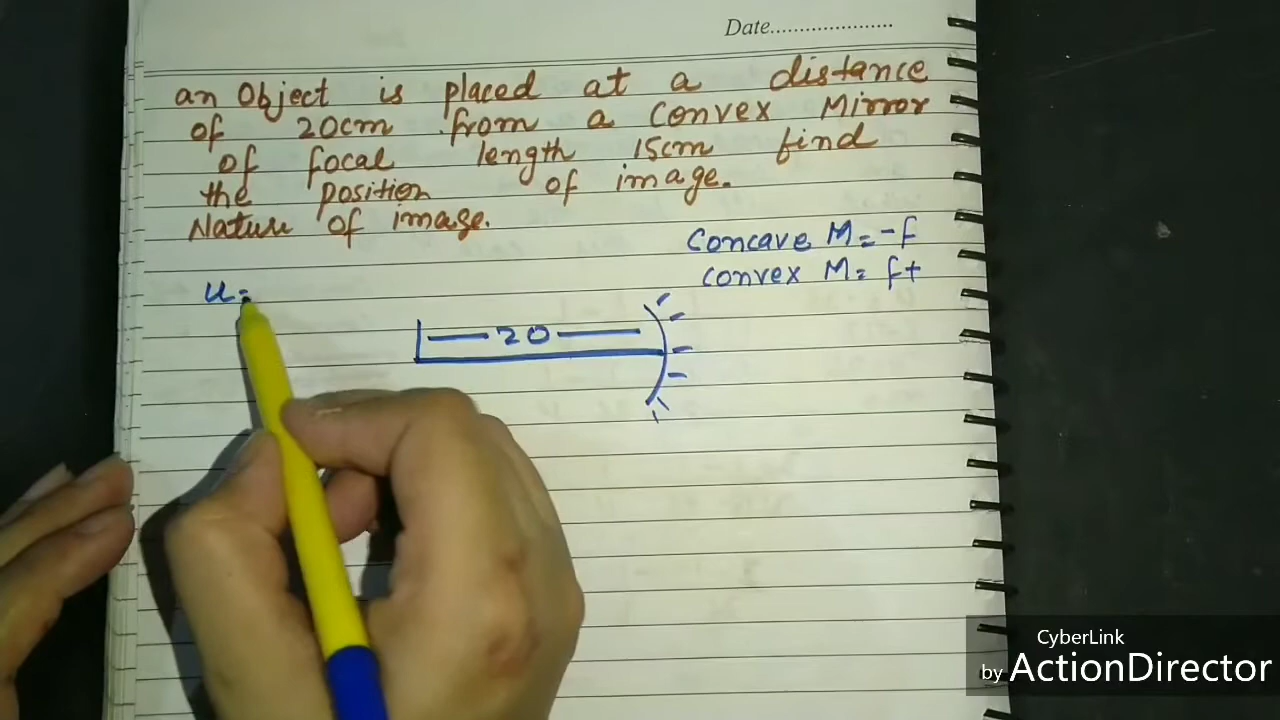 Date.....................
an Object is placed at a distance
of 20cm from a Convex Mirror
of focal length 15cm find
the position of image.
Nature of image.
Concave M = -f
convex M = f+
u =
20
CyberLink
by ActionDirector